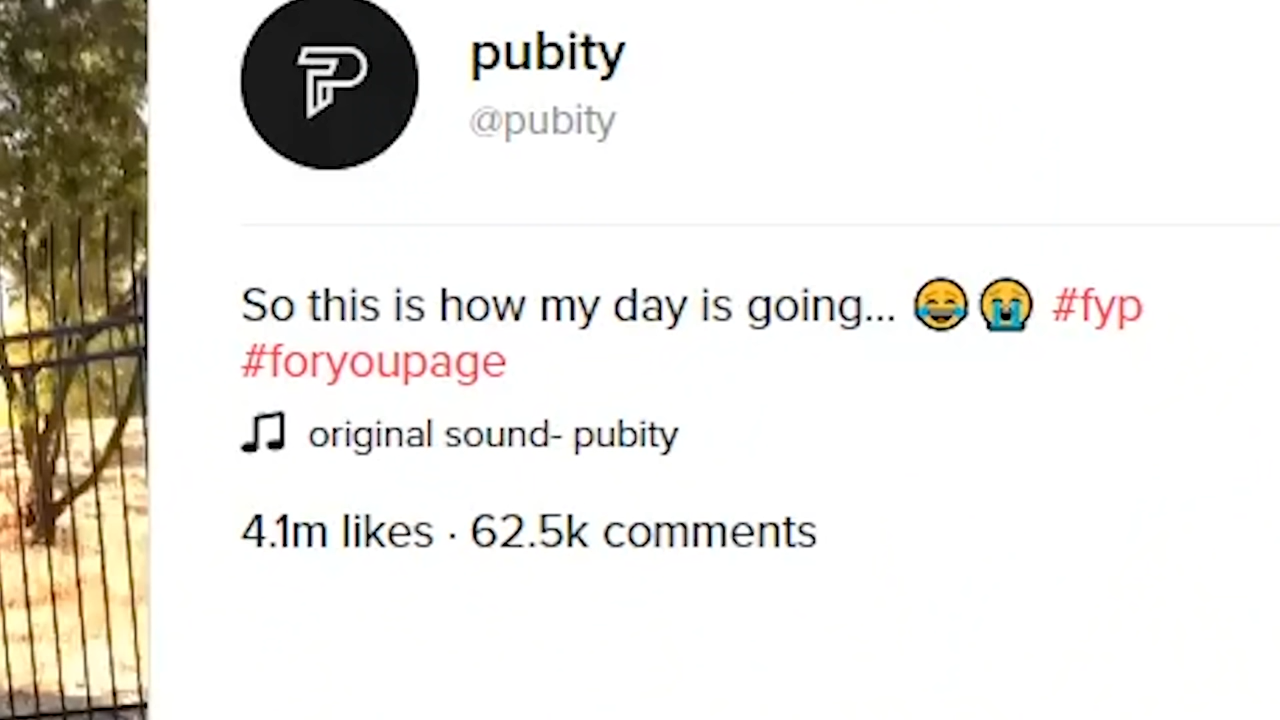 pubity
@pubity
So this is how my day is going... 😂😭 #fyp
#foryoupage
original sound- pubity
4.1m likes · 62.5k comments